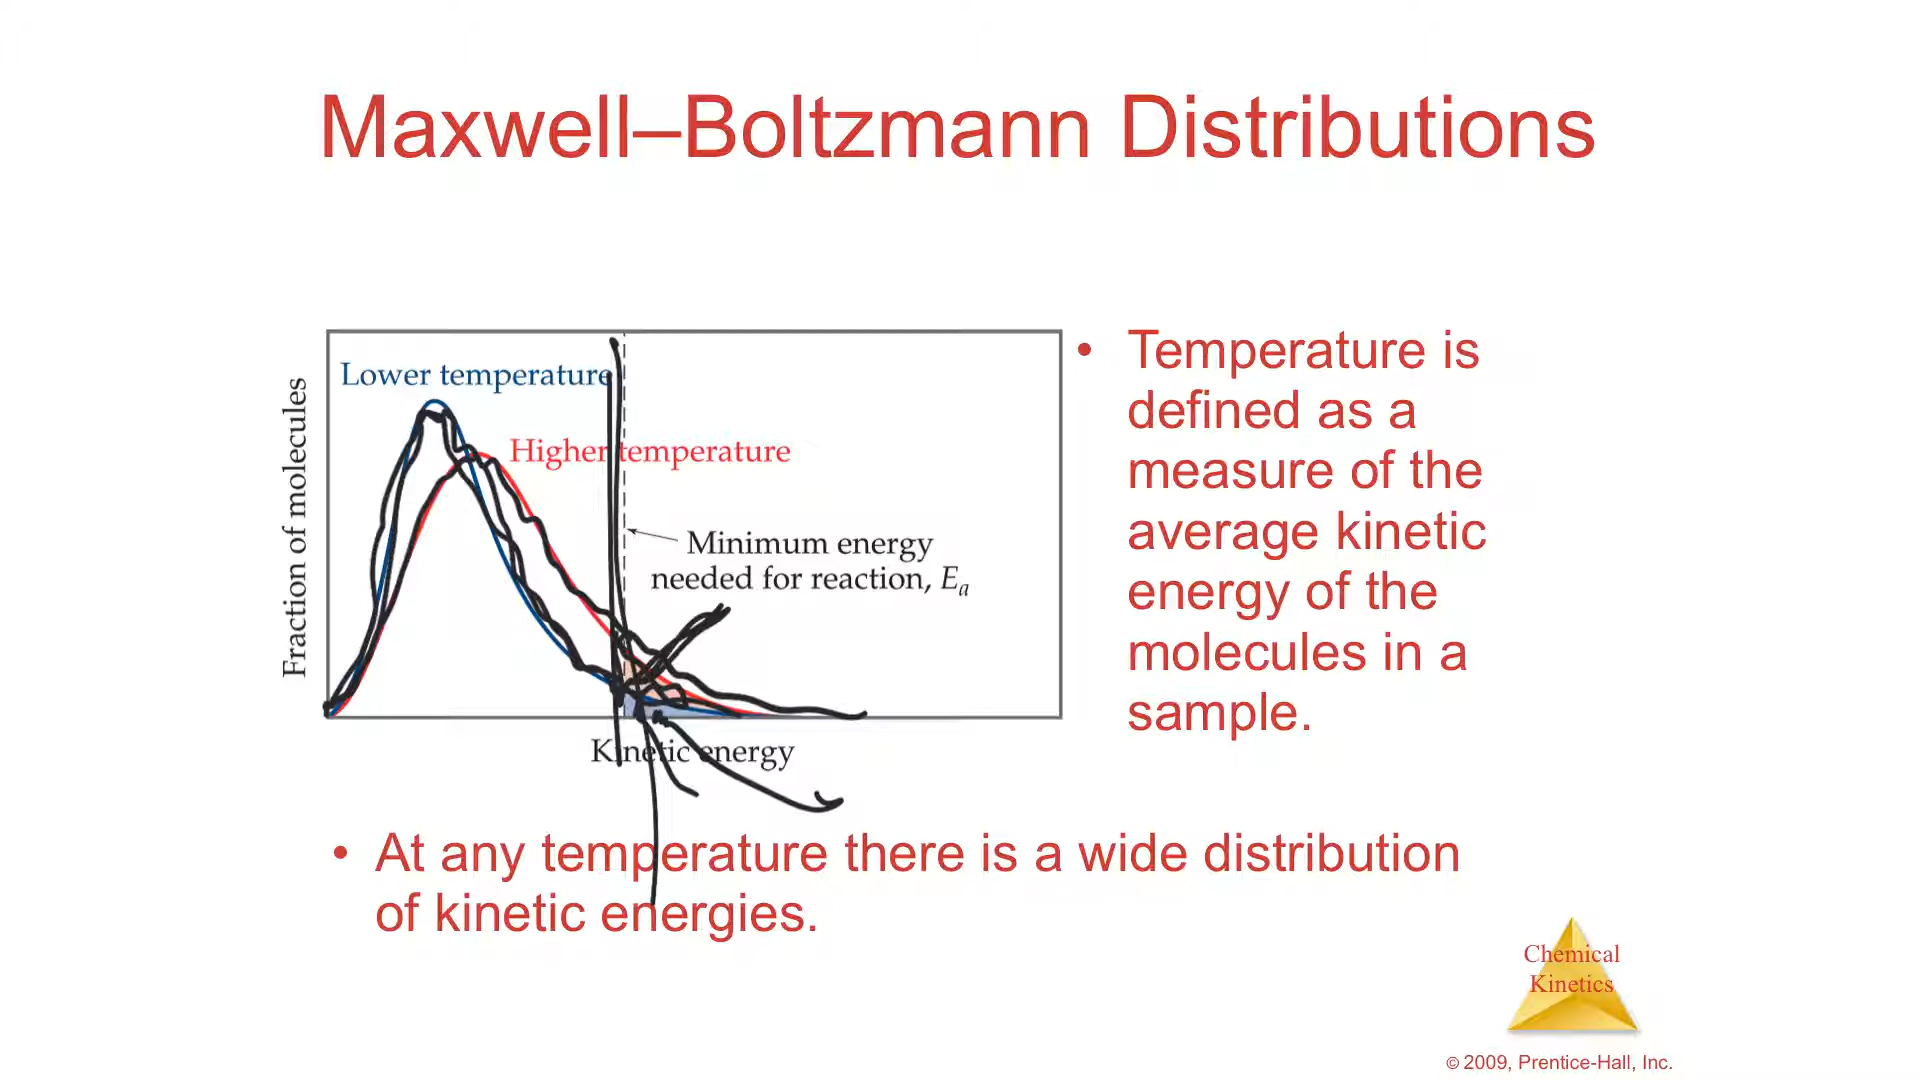 Maxwell–Boltzmann Distributions
Lower temperature
Higher temperature
Minimum energy
needed for reaction, Ea
Fraction of molecules
Kinetic energy
• Temperature is
defined as a
measure of the
average kinetic
energy of the
molecules in a
sample.
• At any temperature there is a wide distribution
of kinetic energies.
Chemical
Kinetics
© 2009, Prentice-Hall, Inc.